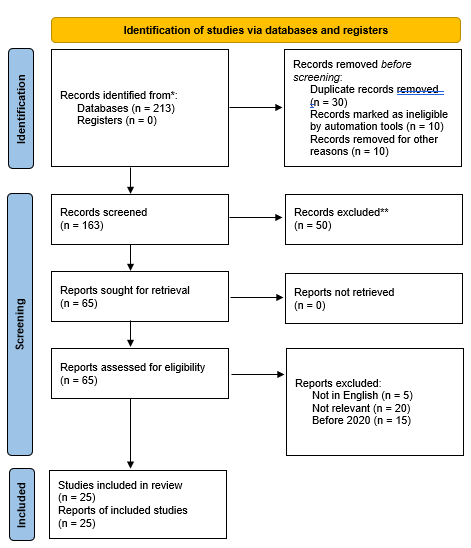 Identification of studies via databases and registers
Identification
Records identified from*:
Databases (n = 213)
Registers (n = 0)
Records removed before
screening:
Duplicate records removed
(n = 30)
Records marked as ineligible
by automation tools (n = 10)
Records removed for other
reasons (n = 10)
Screening
Records screened
(n = 163)
Records excluded**
(n = 50)
Reports sought for retrieval
(n = 65)
Reports not retrieved
(n = 0)
Reports assessed for eligibility
(n = 65)
Reports excluded:
Not in English (n = 5)
Not relevant (n = 20)
Before 2020 (n = 15)
Included
Studies included in review
(n = 25)
Reports of included studies
(n = 25)